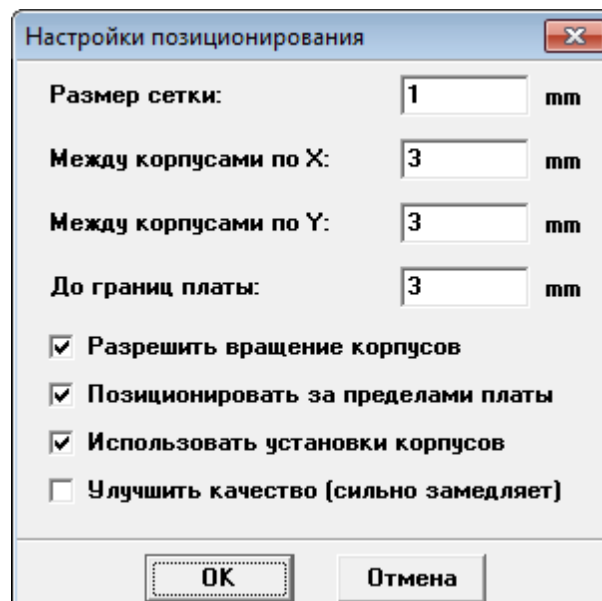 Настройки позиционирования
Размер сетки: 1 mm
Между корпусами по X: 3 mm
Между корпусами по Y: 3 mm
До границ платы: 3 mm
Разрешить вращение корпусов
Позиционировать за пределами платы
Использовать установки корпусов
Улучшить качество (сильно замедляет)
OK Отмена